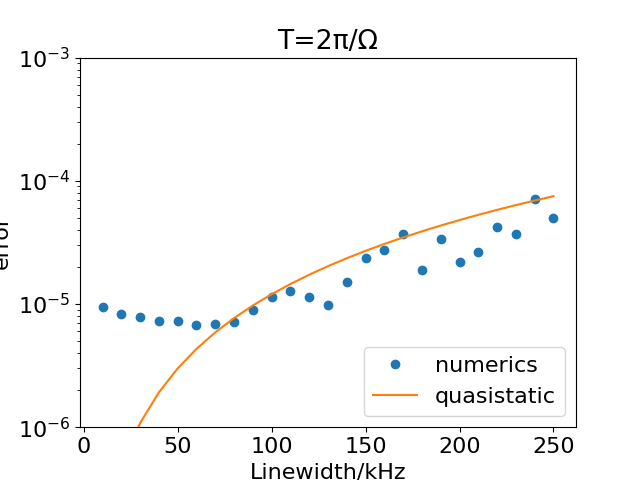 T=2π/Ω
10⁻³
10⁻⁴
10⁻⁵
10⁻⁶
error
numerics
quasistatic
0 50 100 150 200 250
Linewidth/kHz